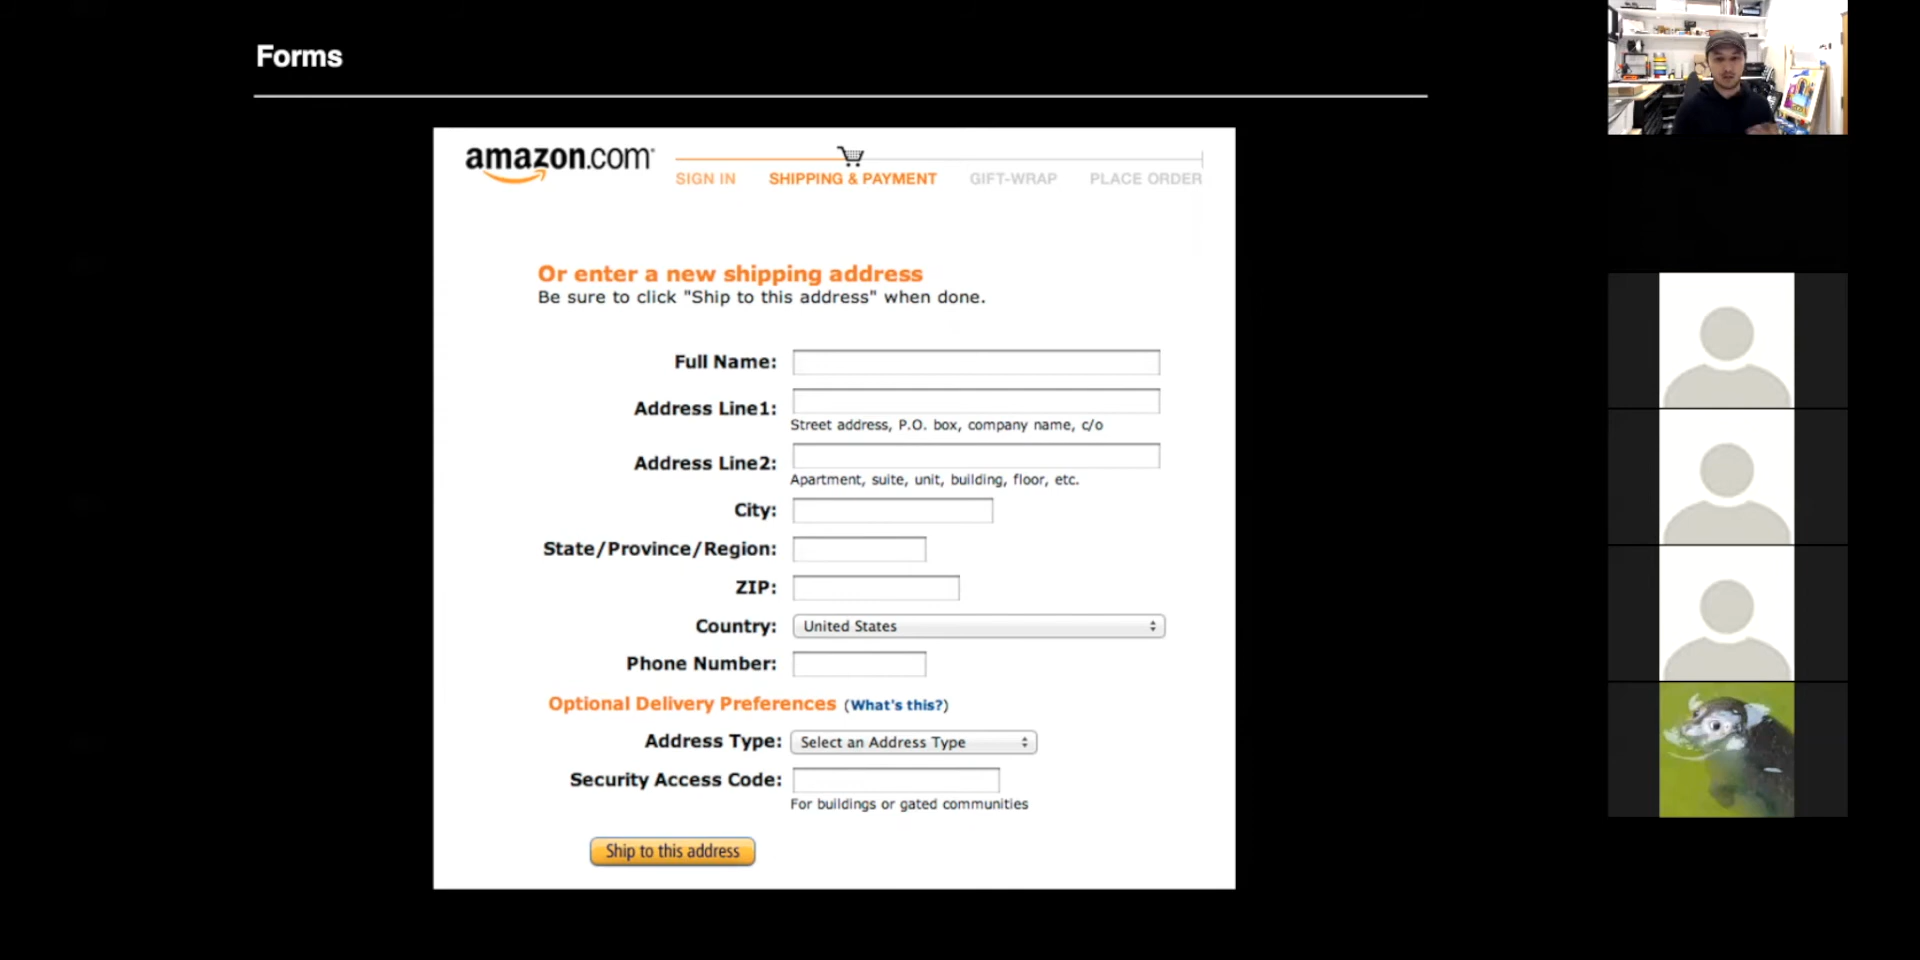 Forms
amazon.com
SIGN IN SHIPPING & PAYMENT GIFT-WRAP PLACE ORDER
Or enter a new shipping address
Be sure to click "Ship to this address" when done.
Full Name:
Address Line1:
Street address, P.O. box, company name, c/o
Address Line2:
Apartment, suite, unit, building, floor, etc.
City:
State/Province/Region:
ZIP:
Country: United States
Phone Number:
Optional Delivery Preferences (What's this?)
Address Type: Select an Address Type
Security Access Code:
For buildings or gated communities
Ship to this address